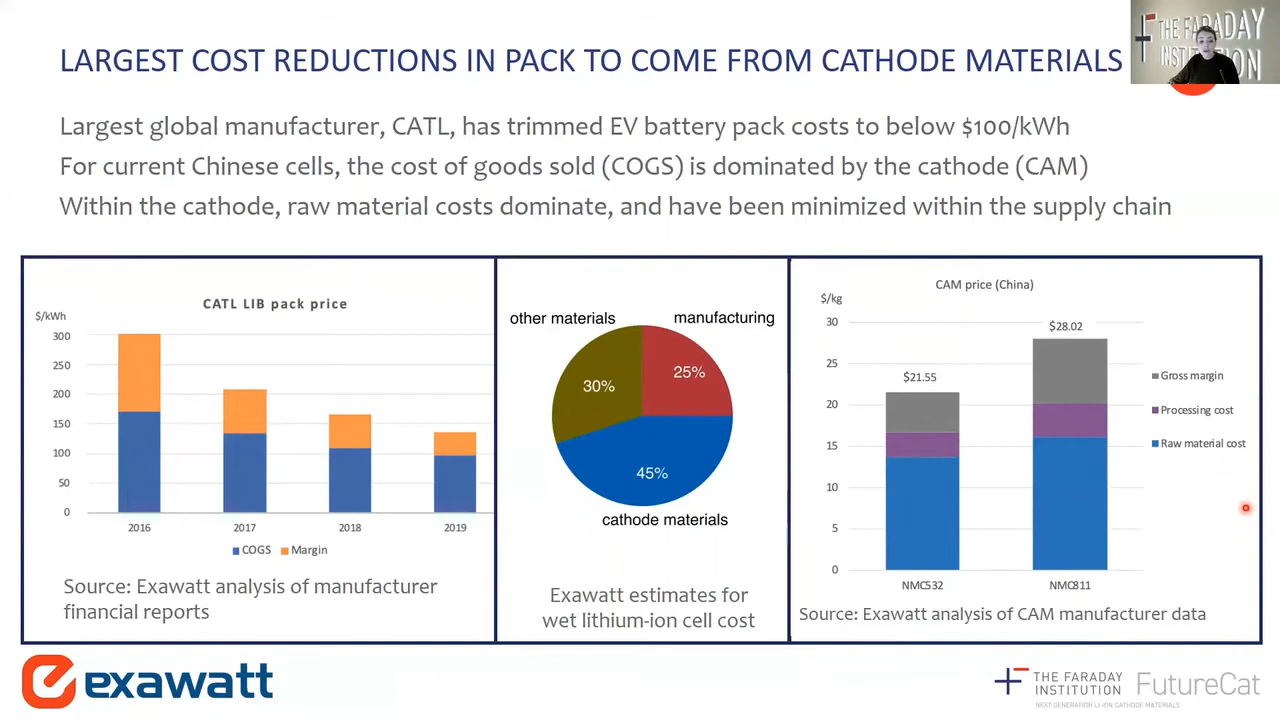 LARGEST COST REDUCTIONS IN PACK TO COME FROM CATHODE MATERIALS
THE FARADAY
INSTITUTION
Largest global manufacturer, CATL, has trimmed EV battery pack costs to below $100/kWh
For current Chinese cells, the cost of goods sold (COGS) is dominated by the cathode (CAM)
Within the cathode, raw material costs dominate, and have been minimized within the supply chain
CATL LIB pack price
$/kWh
300
250
200
150
100
50
0
2016 2017 2018 2019
COGS Margin
Source: Exawatt analysis of manufacturer
financial reports
other materials
manufacturing
30%
25%
45%
cathode materials
Exawatt estimates for
wet lithium-ion cell cost
CAM price (China)
$/kg
30
25
20
15
10
5
0
$21.55
$28.02
NMC532 NMC811
Gross margin
Processing cost
Raw material cost
Source: Exawatt analysis of CAM manufacturer data
exawatt
THE FARADAY
INSTITUTION
FutureCat
NEXT GENERATION LI-ION CATHODE MATERIALS